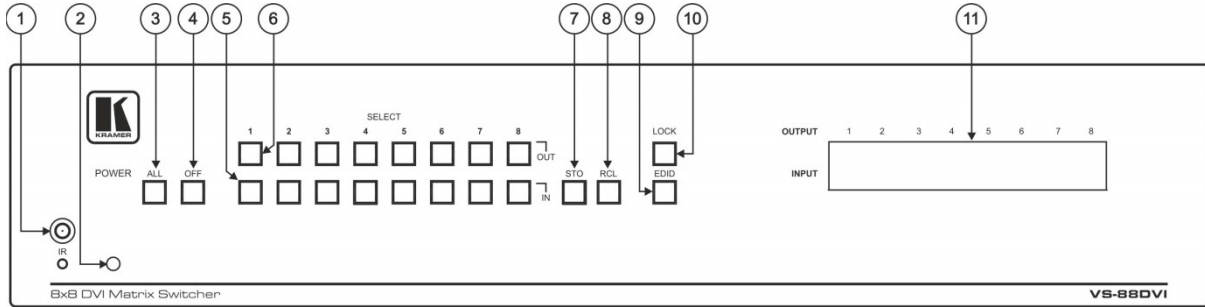 1 2 3 4 5 6 7 8 9 10 11
K
KRAMER
SELECT
1 2 3 4 5 6 7 8
OUT
LOCK
OUTPUT 1 2 3 4 5 6 7 8
POWER ALL OFF
STO RCL EDID
INPUT
IN
IR
8x8 DVI Matrix Switcher
VS-88DVI